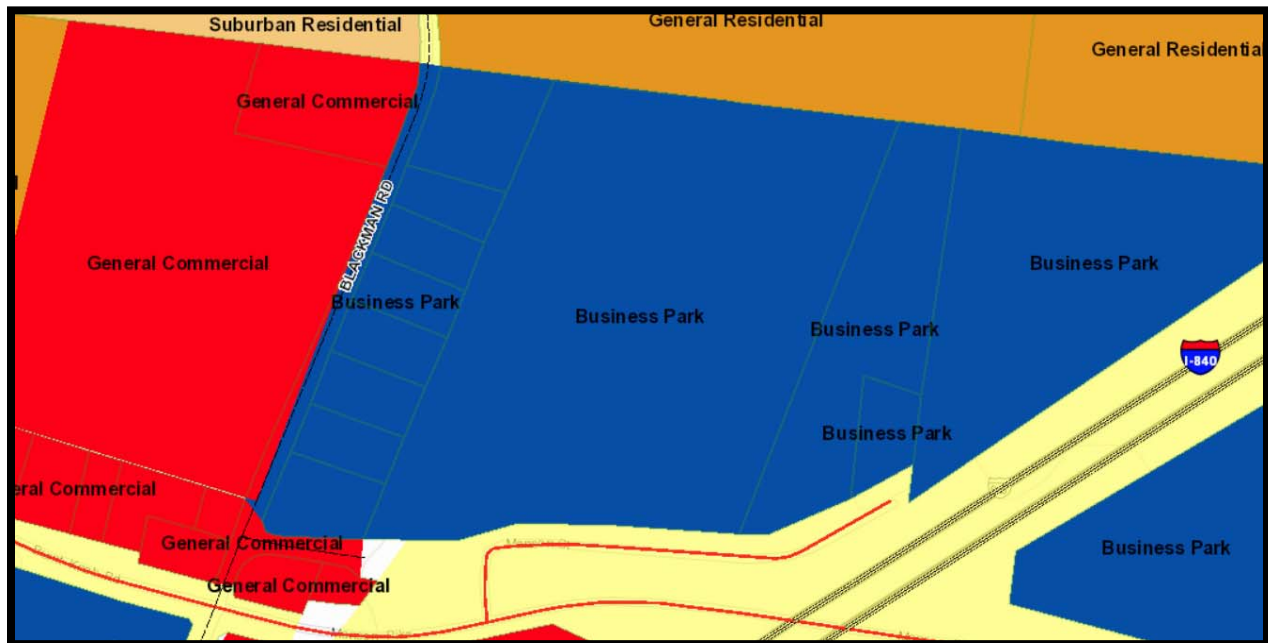 Suburban Residential
General Residential
General Residential
General Commercial
BLACKMAN RD
General Commercial
Business Park
Business Park
Business Park
Business Park
I-840
Business Park
eral Commercial
General Commercial
Business Park
General Commercial